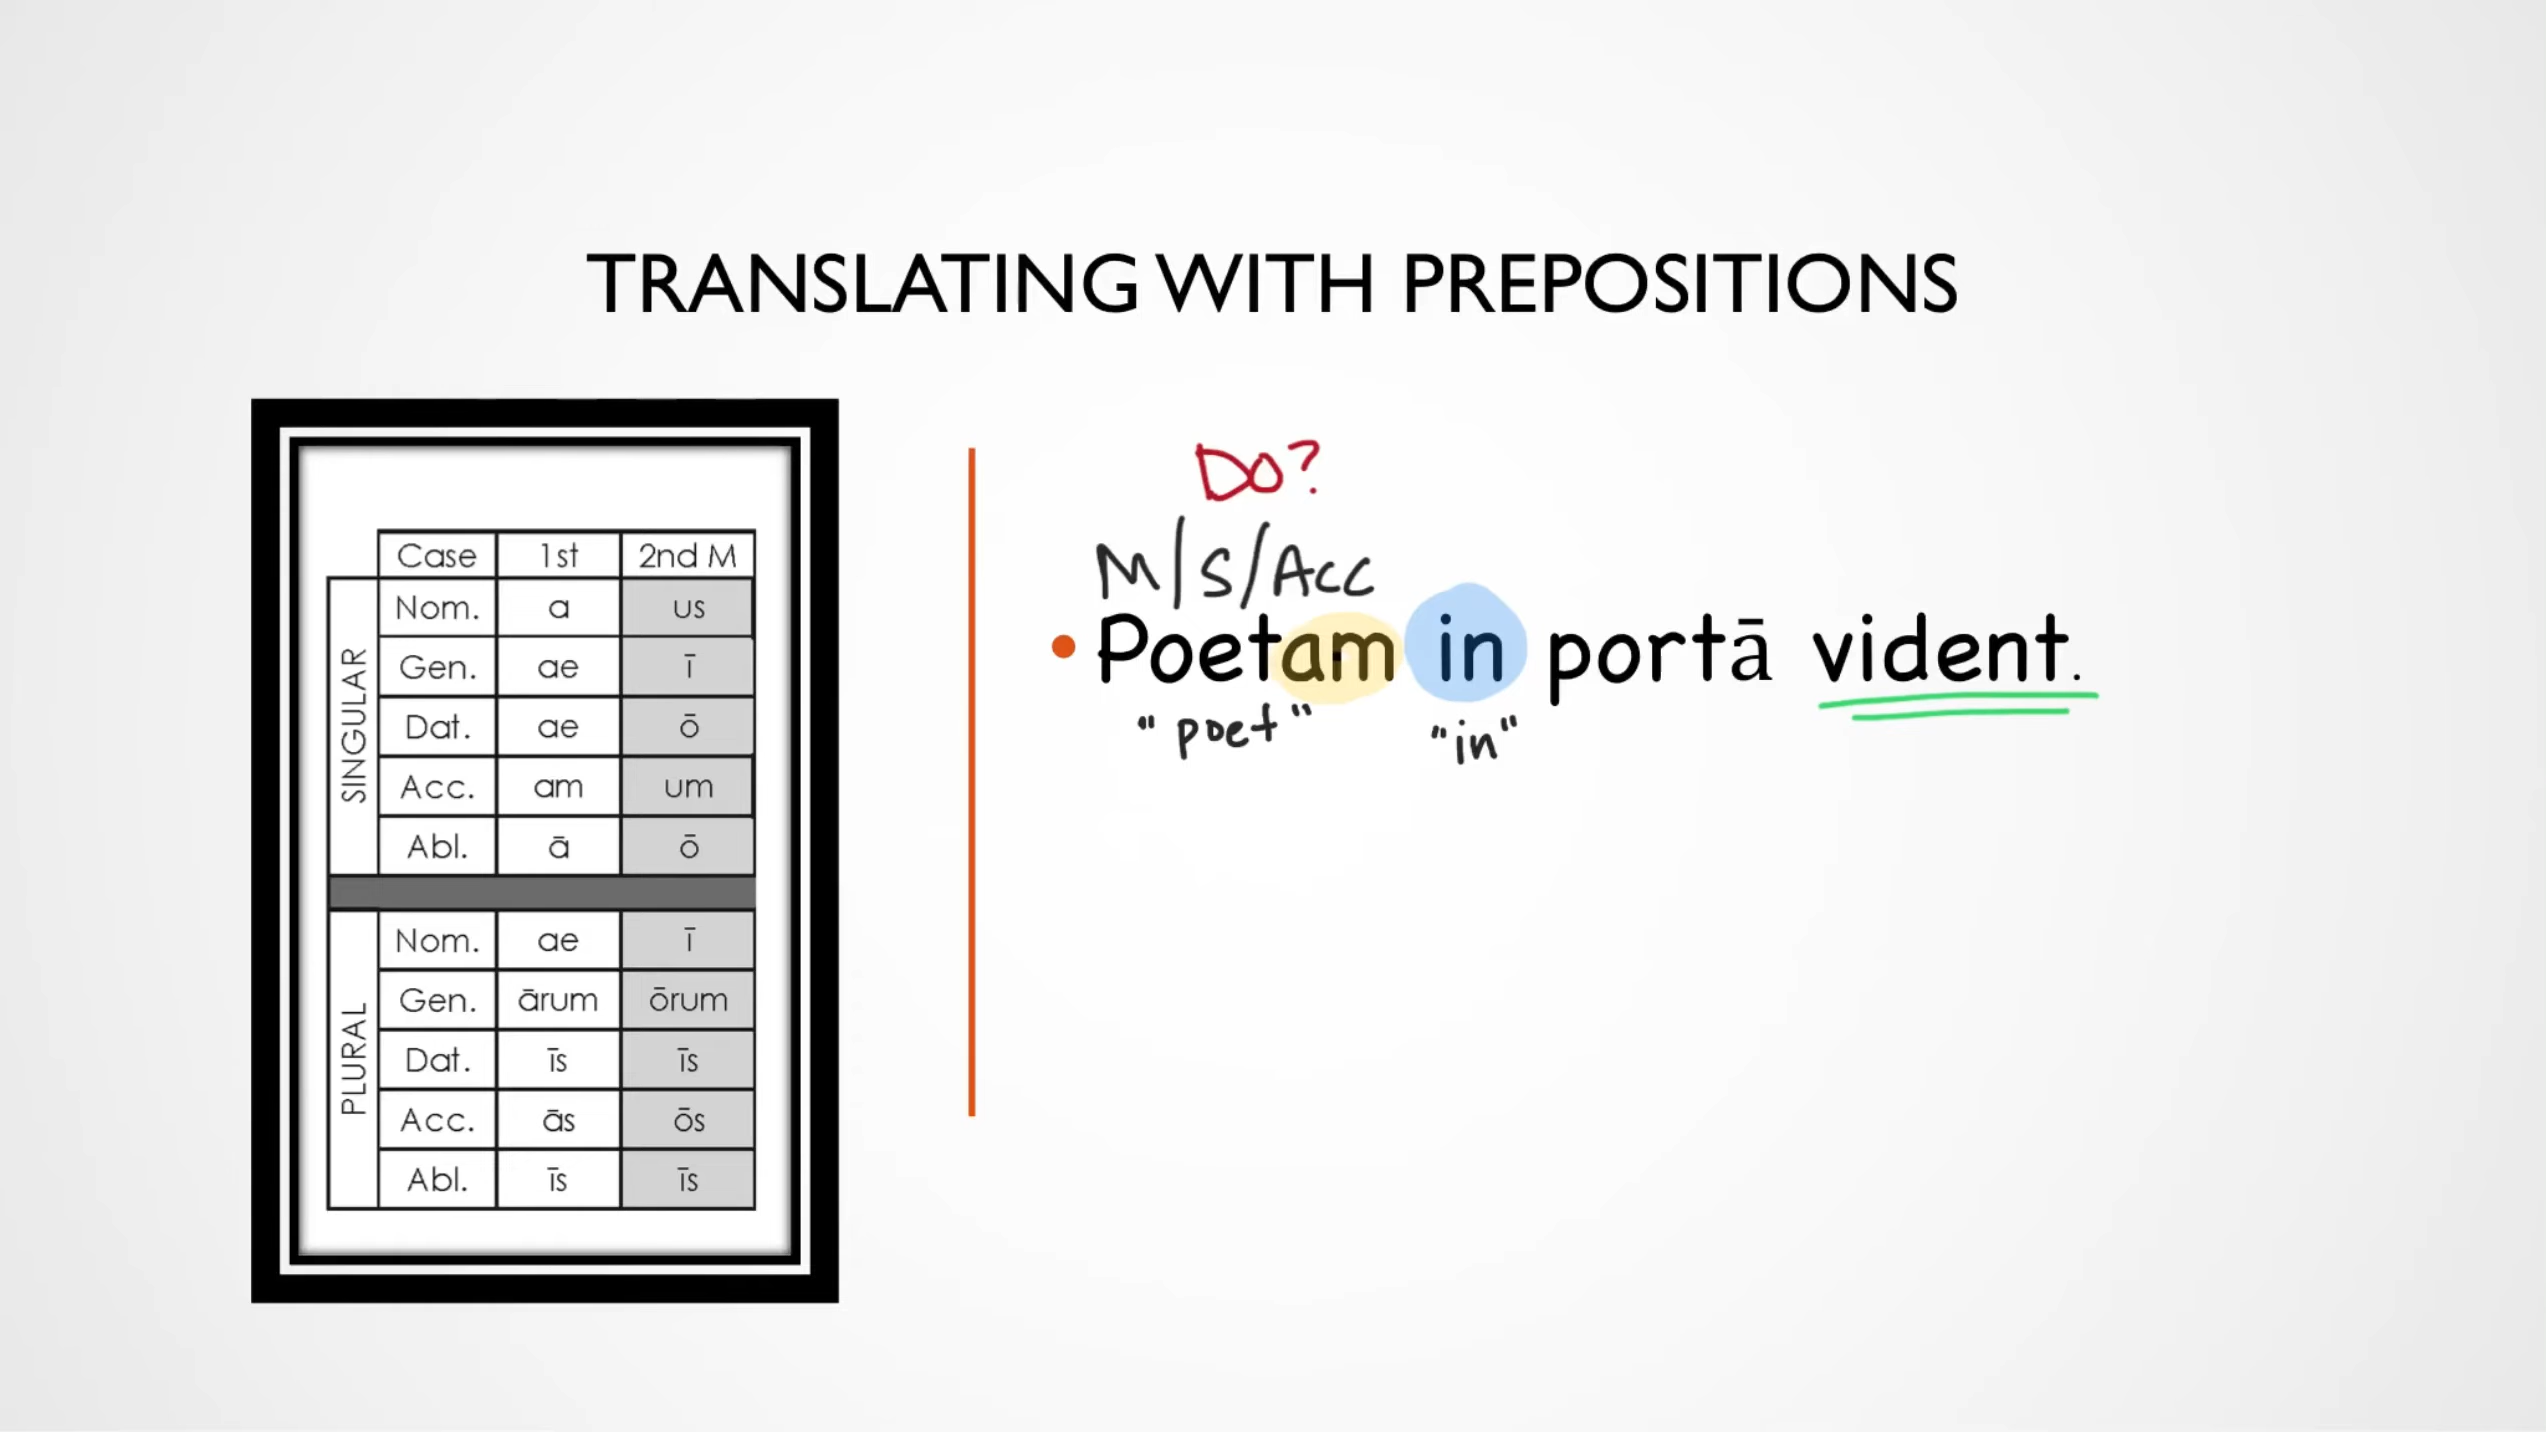 TRANSLATING WITH PREPOSITIONS
Case 1st 2nd M
SINGULAR
Nom. a us
Gen. ae ī
Dat. ae ō
Acc. am um
Abl. ā ō
PLURAL
Nom. ae ī
Gen. ārum ōrum
Dat. īs īs
Acc. ās ōs
Abl. īs īs
DO?
M/S/Acc
• Poetam in portā vident.
"poet" "in"